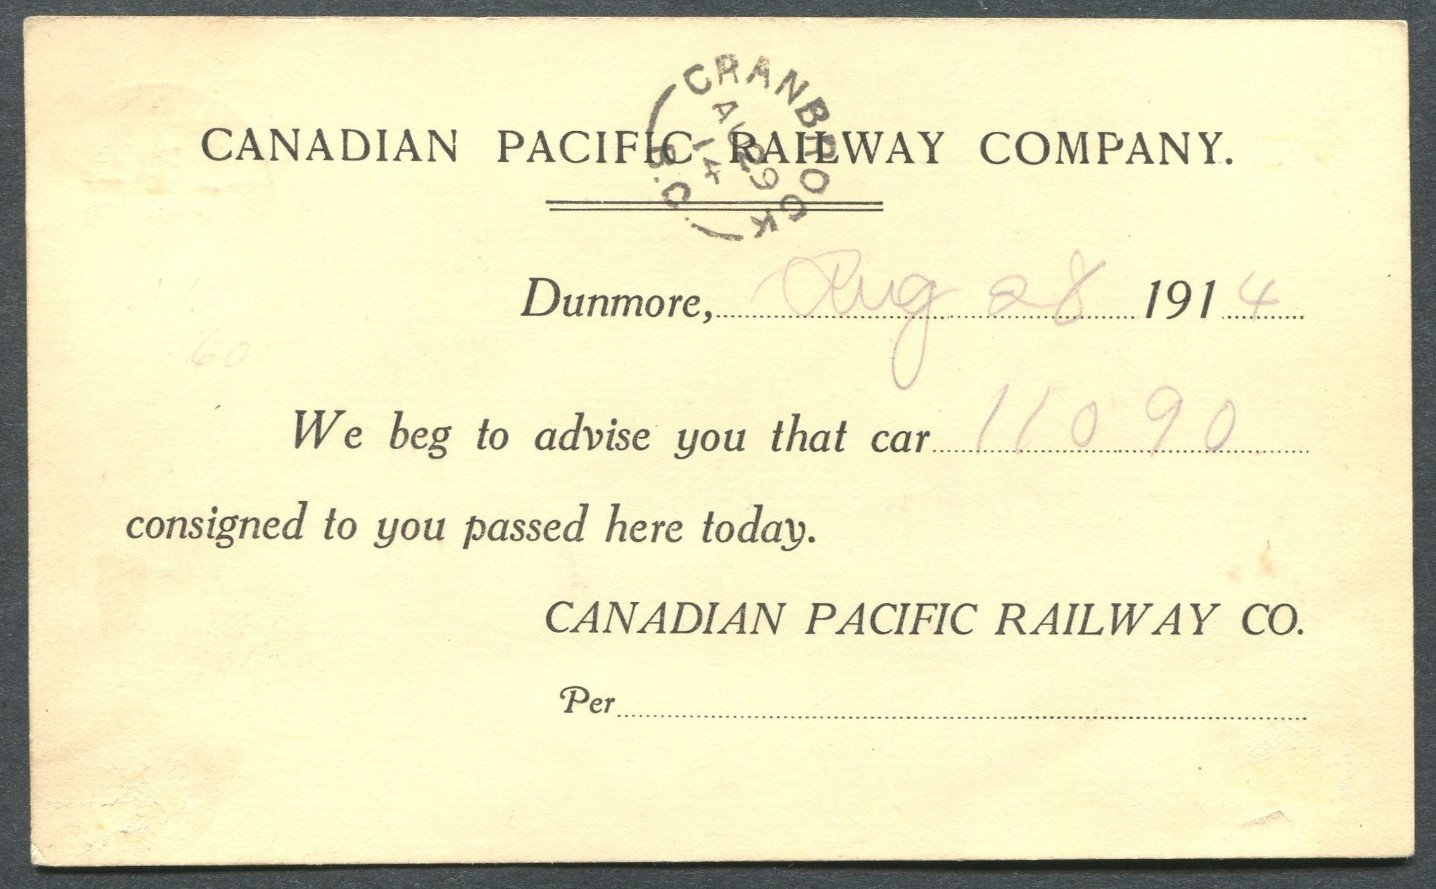 CRANBROOK
AU 29
14
B.C.
CANADIAN PACIFIC RAILWAY COMPANY.
Dunmore, Aug 28 1914
60
We beg to advise you that car 11090
consigned to you passed here today.
CANADIAN PACIFIC RAILWAY CO.
Per